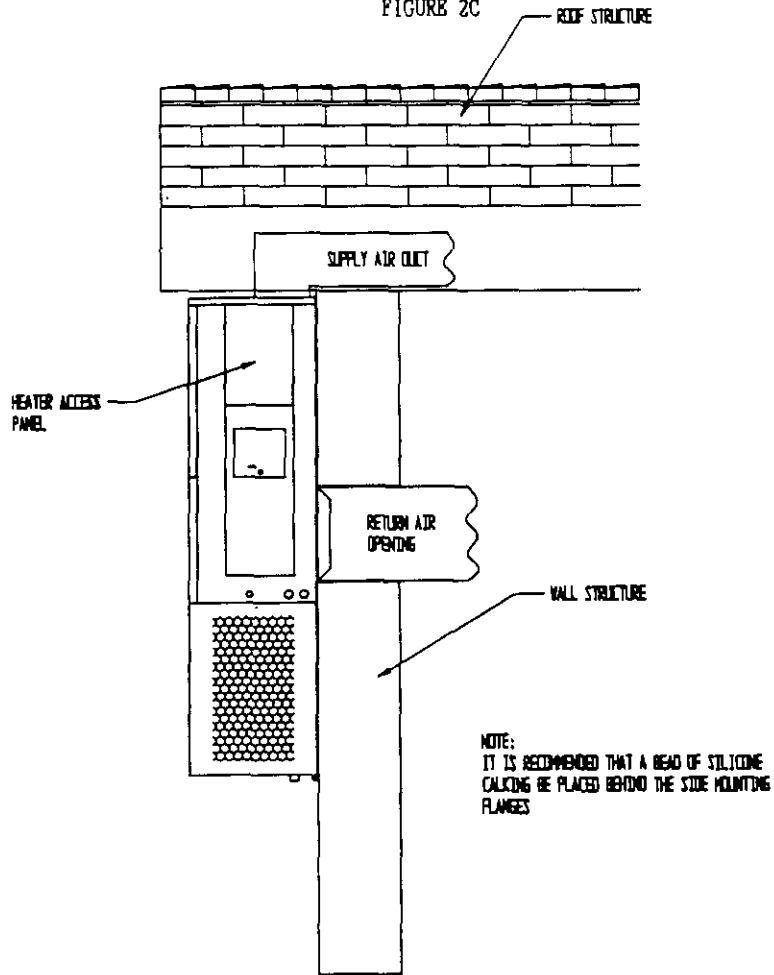 FIGURE 2C
ROOF STRUCTURE
SUPPLY AIR DUCT
HEATER ACCESS
PANEL
RETURN AIR
OPENING
WALL STRUCTURE
NOTE:
IT IS RECOMMENDED THAT A BEAD OF SILICONE
CALKING BE PLACED BEHIND THE SIDE MOUNTING
FLANGES